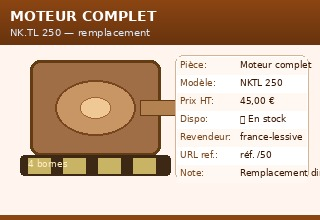 MOTEUR COMPLET
NK.TL 250 — remplacement
Pièce: Moteur complet
Modèle: NKTL 250
Prix HT: 45,00 €
Dispo: En stock
Revendeur: france-lessive
URL ref.: réf. /50
Note: Remplacement di
4 bornes